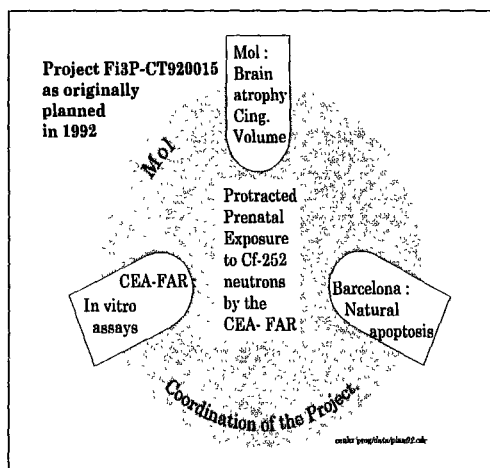 Project Fi3P-CT920015
as originally
planned
in 1992
Mol :
Brain
atrophy
Cing.
Volume
Mol
Protracted
Prenatal
Exposure
to Cf-252
neutrons
by the
CEA- FAR
CEA-FAR :
In vitro
assays
Barcelona :
Natural
apoptosis
Coordination of the Project